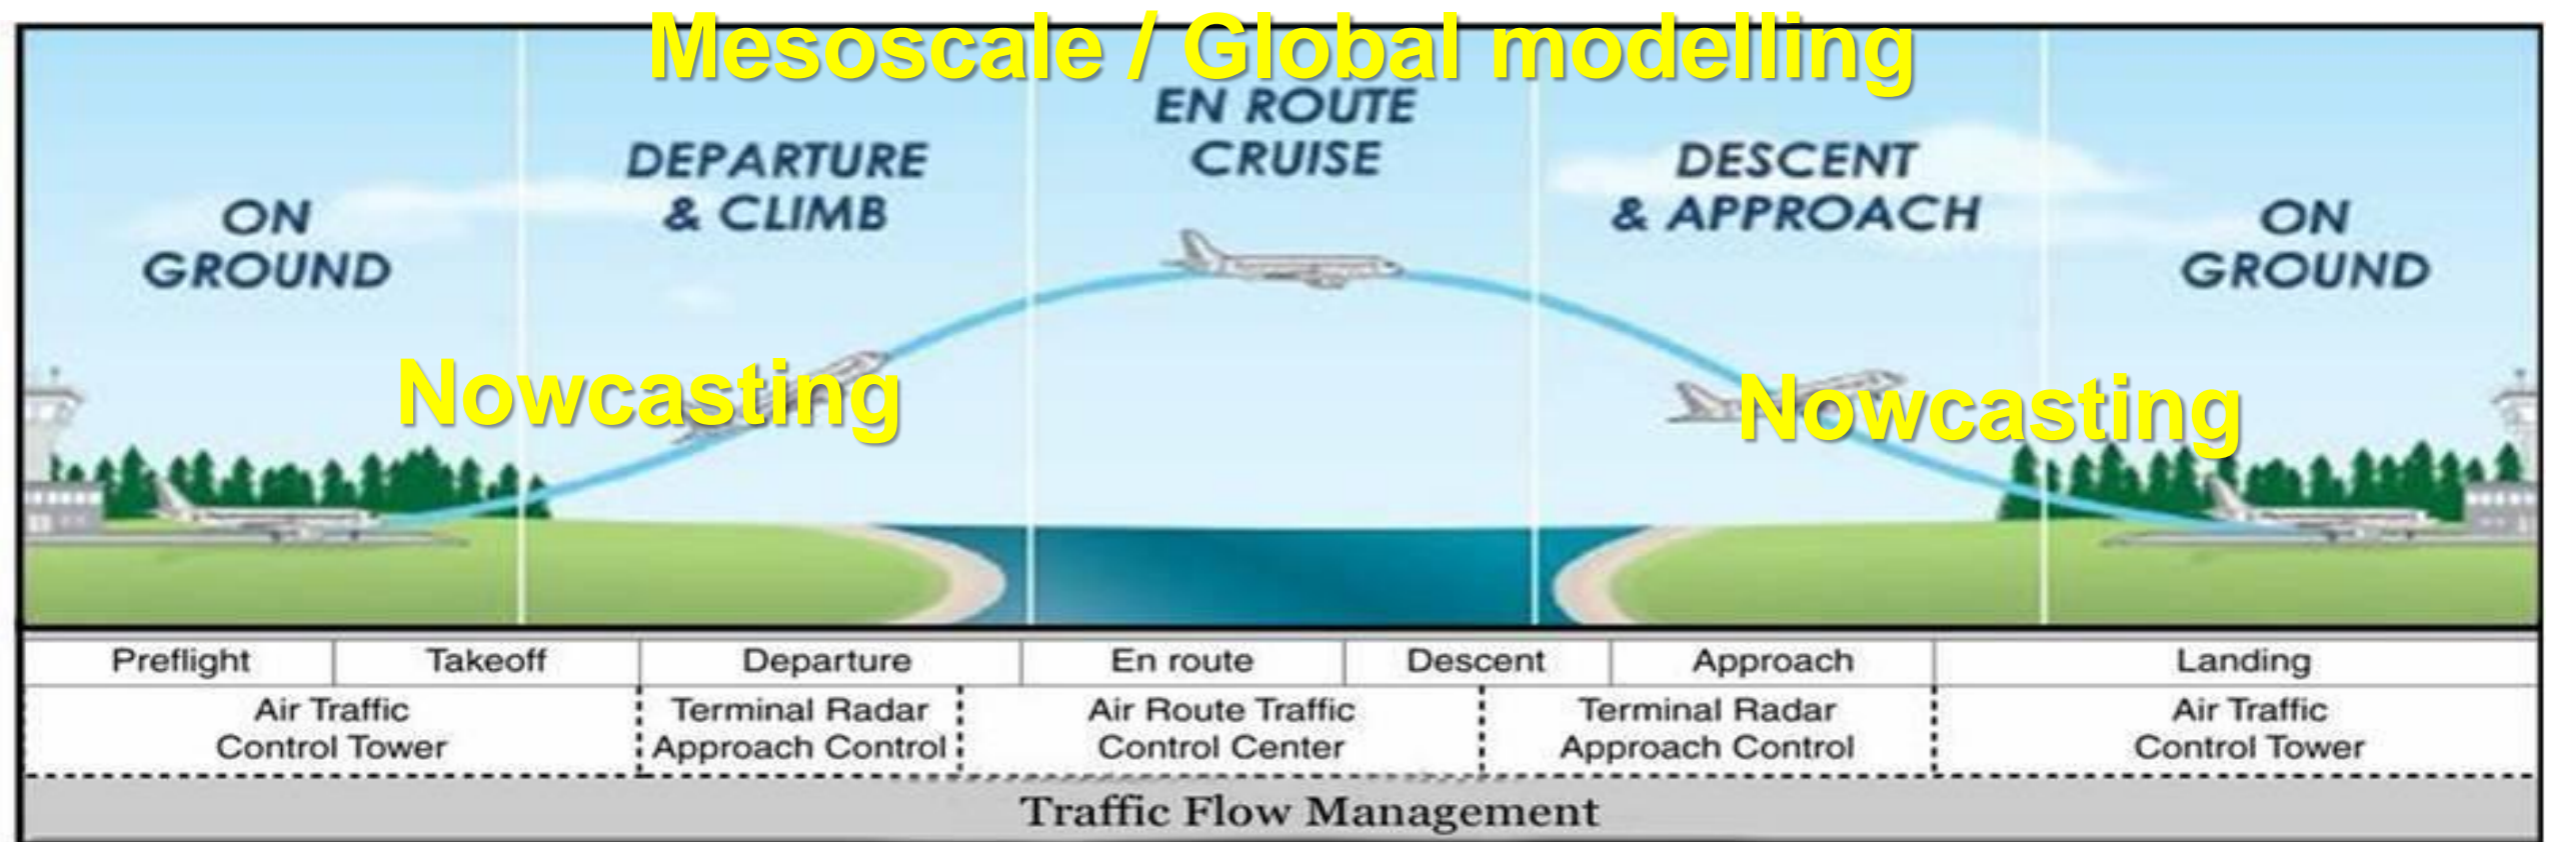 Mesoscale / Global modelling
ON
GROUND
DEPARTURE
& CLIMB
EN ROUTE
CRUISE
DESCENT
& APPROACH
ON
GROUND
Nowcasting
Nowcasting
Preflight
Takeoff
Departure
En route
Descent
Approach
Landing
Air Traffic
Control Tower
Terminal Radar
Approach Control
Air Route Traffic
Control Center
Terminal Radar
Approach Control
Air Traffic
Control Tower
Traffic Flow Management